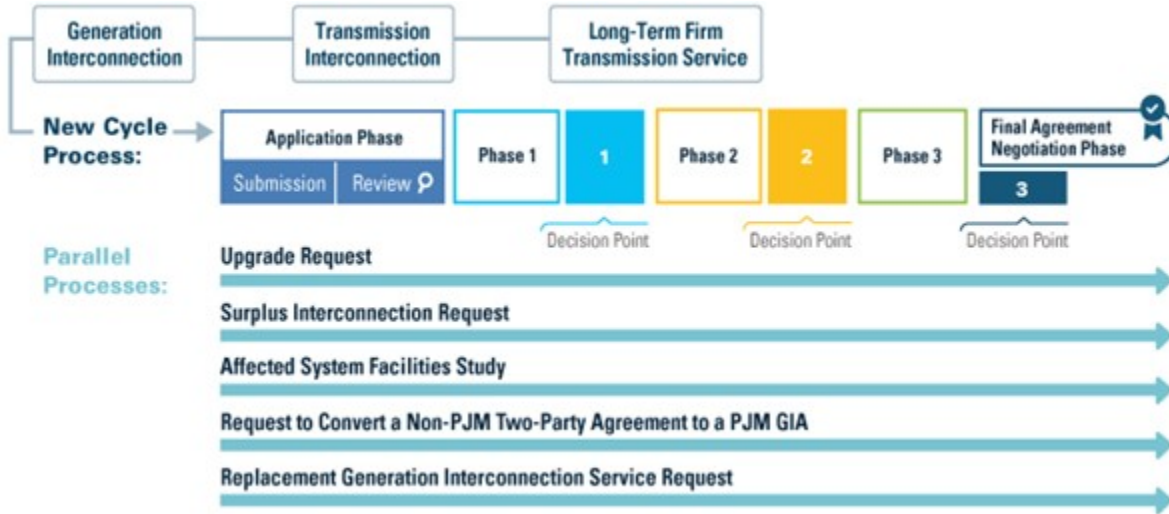 Generation
Interconnection
Transmission
Interconnection
Long-Term Firm
Transmission Service
New Cycle
Process:
Application Phase
Submission
Review
Phase 1
1
Phase 2
2
Phase 3
Final Agreement
Negotiation Phase
3
Decision Point
Decision Point
Decision Point
Parallel
Processes:
Upgrade Request
Surplus Interconnection Request
Affected System Facilities Study
Request to Convert a Non-PJM Two-Party Agreement to a PJM GIA
Replacement Generation Interconnection Service Request